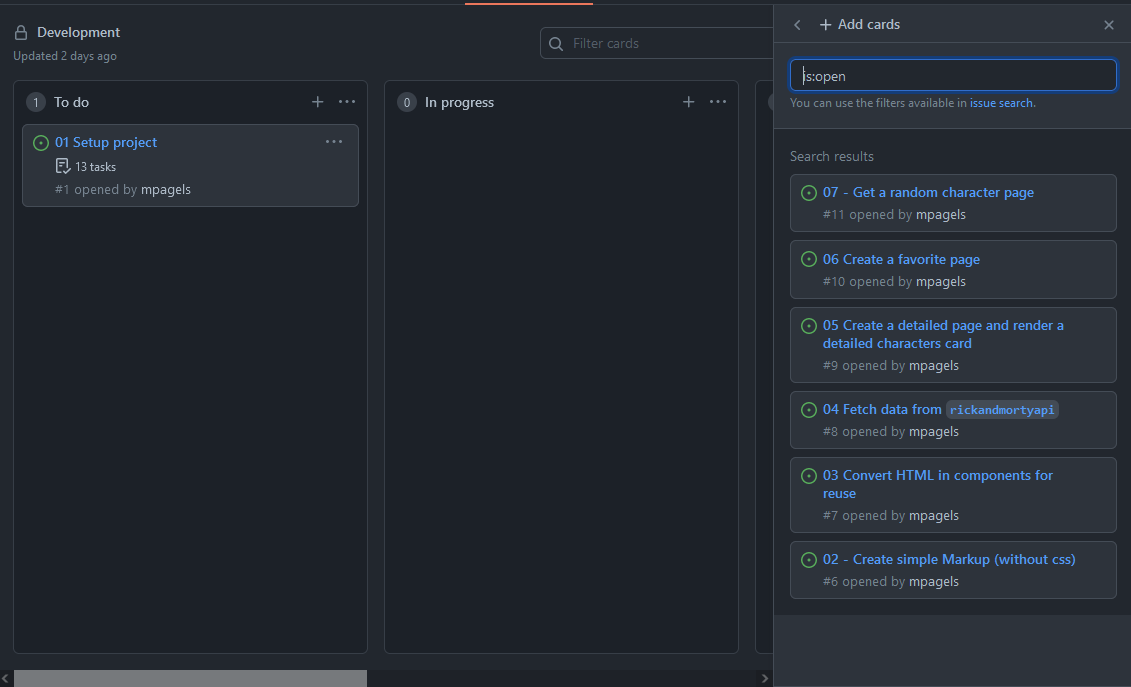 Development
Updated 2 days ago
Filter cards
1 To do
01 Setup project
13 tasks
#1 opened by mpagels
0 In progress
Add cards
is:open
You can use the filters available in issue search.
Search results
07 - Get a random character page
#11 opened by mpagels
06 Create a favorite page
#10 opened by mpagels
05 Create a detailed page and render a
detailed characters card
#9 opened by mpagels
04 Fetch data from rickandmortyapi
#8 opened by mpagels
03 Convert HTML in components for
reuse
#7 opened by mpagels
02 - Create simple Markup (without css)
#6 opened by mpagels